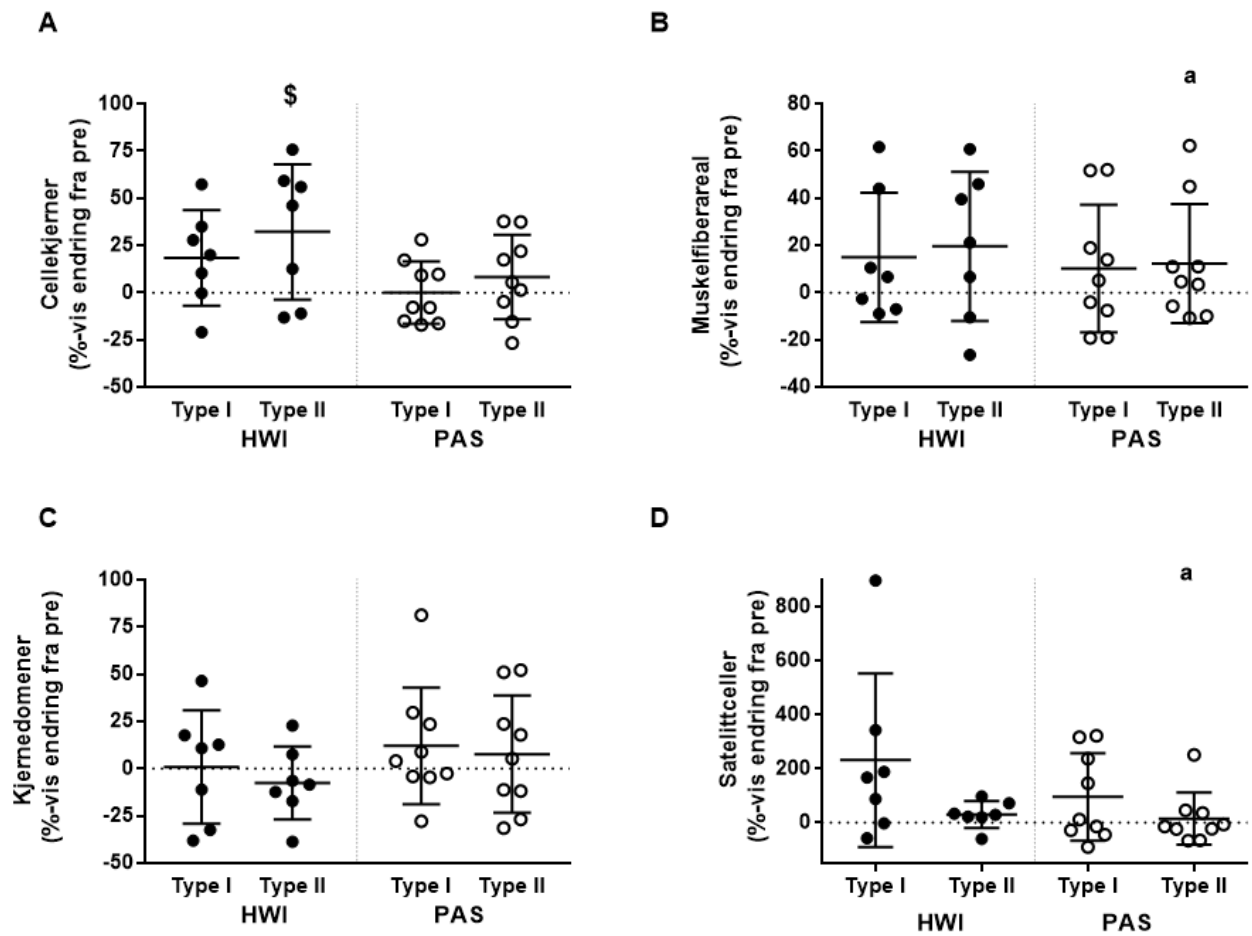 A
$
Cellekjerner
(%-vis endring fra pre)
100
75
50
25
0
-25
-50
Type I
Type II
Type I
Type II
HWI
PAS
B
a
Muskelfiberareal
(%-vis endring fra pre)
80
60
40
20
0
-20
-40
Type I
Type II
Type I
Type II
HWI
PAS
C
Kjernedomener
(%-vis endring fra pre)
100
75
50
25
0
-25
-50
Type I
Type II
Type I
Type II
HWI
PAS
D
a
Satelittceller
(%-vis endring fra pre)
800
600
400
200
0
Type I
Type II
Type I
Type II
HWI
PAS